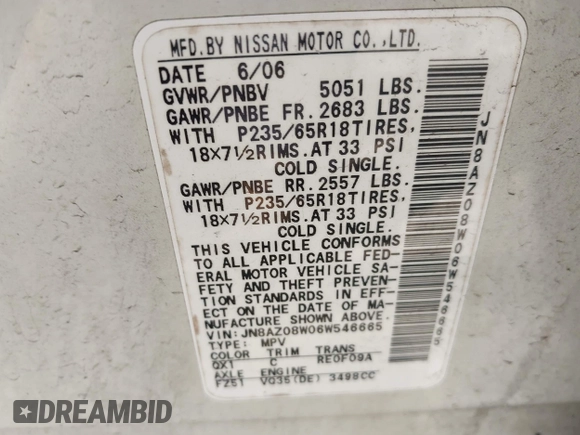 MFD.BY NISSAN MOTOR CO.,LTD.
DATE 6/06
GVWR/PNBV 5051 LBS.
GAWR/PNBE FR. 2683 LBS.
WITH P235/65R18TIRES,
18×7½RIMS.AT 33 PSI
COLD SINGLE.
GAWR/PNBE RR. 2557 LBS.
WITH P235/65R18TIRES,
18×7½RIMS.AT 33 PSI
COLD SINGLE.
THIS VEHICLE CONFORMS
TO ALL APPLICABLE FED-
ERAL MOTOR VEHICLE SA-
FETY AND THEFT PREVEN-
TION STANDARDS IN EFF-
ECT ON THE DATE OF MA-
NUFACTURE SHOWN ABOVE.
VIN: JN8AZ08W06W546665
TYPE: MPV
COLOR TRIM TRANS
QX1 C RE0F09A
AXLE ENGINE
FZ51 VQ35(DE) 3498CC
JN8AZ08W06W546665
DREAMBID